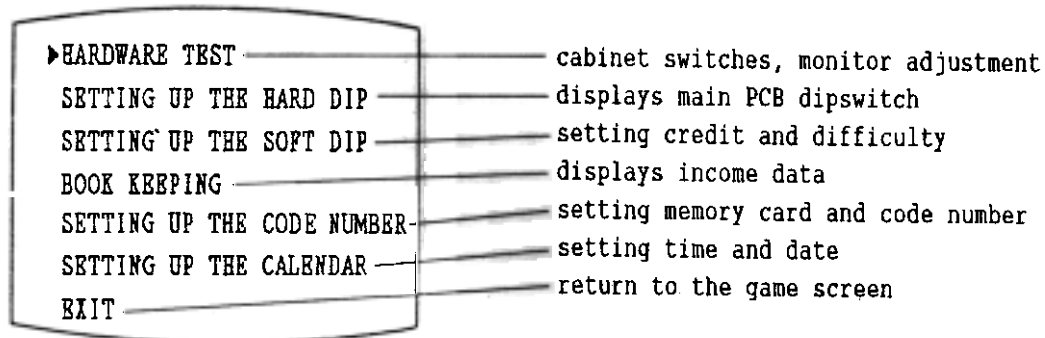 ▶HARDWARE TEST cabinet switches, monitor adjustment
SETTING UP THE HARD DIP displays main PCB dipswitch
SETTING UP THE SOFT DIP setting credit and difficulty
BOOK KEEPING displays income data
SETTING UP THE CODE NUMBER setting memory card and code number
SETTING UP THE CALENDAR setting time and date
EXIT return to the game screen